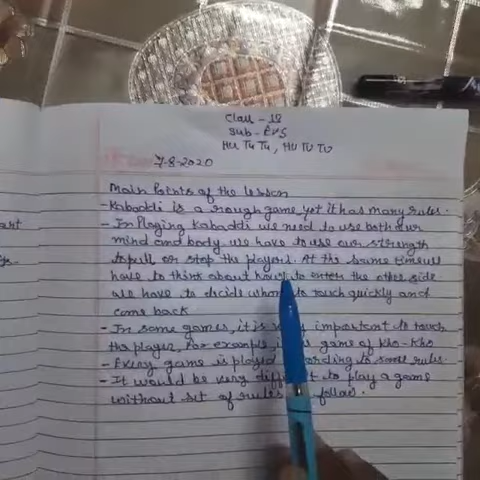 Class - 18
Sub - EVS
Hu Tu Tu, Hu Tu Tu
7-8-2020
Main Points of the lesson
- Kabaddi is a rough game, yet it has many rules.
- In Playing Kabaddi we need to use both our
mind and body. We have to use our strength
to pull or stop the players. At the same time we
have to think about how to enter the other side
we have to decide whom to touch quickly and
come back
- In some games, it is very important to touch
the player, For example, game of Kho-Kho
- Every game is played according to some rules.
- It would be very difficult to play a game
without set of rules follow.